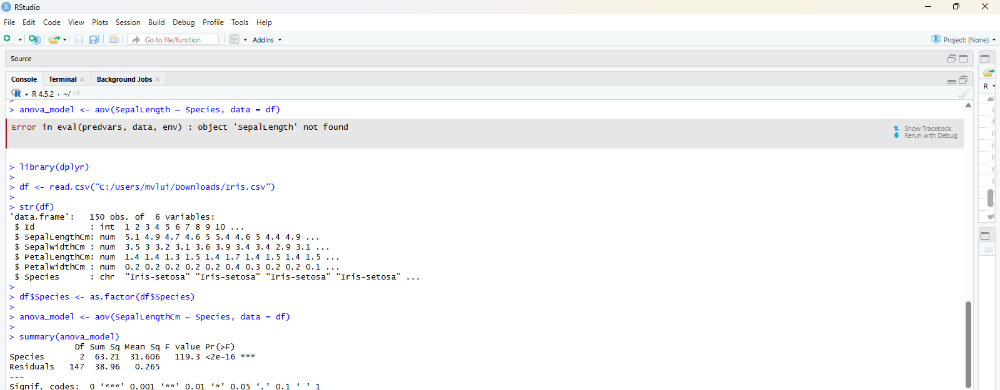 RStudio
File Edit Code View Plots Session Build Debug Profile Tools Help
Go to file/function Addins Project: (None)
Source
Console Terminal Background Jobs
R 4.5.2 · ~/
R
> anova_model <- aov(SepalLength ~ Species, data = df)
Error in eval(predvars, data, env) : object 'SepalLength' not found
Show Traceback
Rerun with Debug
> library(dplyr)
>
> df <- read.csv("C:/Users/mvlui/Downloads/Iris.csv")
>
> str(df)
'data.frame':   150 obs. of  6 variables:
 $ Id           : int  1 2 3 4 5 6 7 8 9 10 ...
 $ SepalLengthCm: num  5.1 4.9 4.7 4.6 5 5.4 4.6 5 4.4 4.9 ...
 $ SepalWidthCm : num  3.5 3 3.2 3.1 3.6 3.9 3.4 3.4 2.9 3.1 ...
 $ PetalLengthCm: num  1.4 1.4 1.3 1.5 1.4 1.7 1.4 1.5 1.4 1.5 ...
 $ PetalWidthCm : num  0.2 0.2 0.2 0.2 0.2 0.4 0.3 0.2 0.2 0.1 ...
 $ Species      : chr  "Iris-setosa" "Iris-setosa" "Iris-setosa" "Iris-setosa" ...
>
> df$Species <- as.factor(df$Species)
>
> anova_model <- aov(SepalLengthCm ~ Species, data = df)
>
> summary(anova_model)
             Df Sum Sq Mean Sq F value Pr(>F)
Species       2  63.21  31.606   119.3 <2e-16 ***
Residuals   147  38.96   0.265
---
Signif. codes:  0 ‘***’ 0.001 ‘**’ 0.01 ‘*’ 0.05 ‘.’ 0.1 ‘ ’ 1